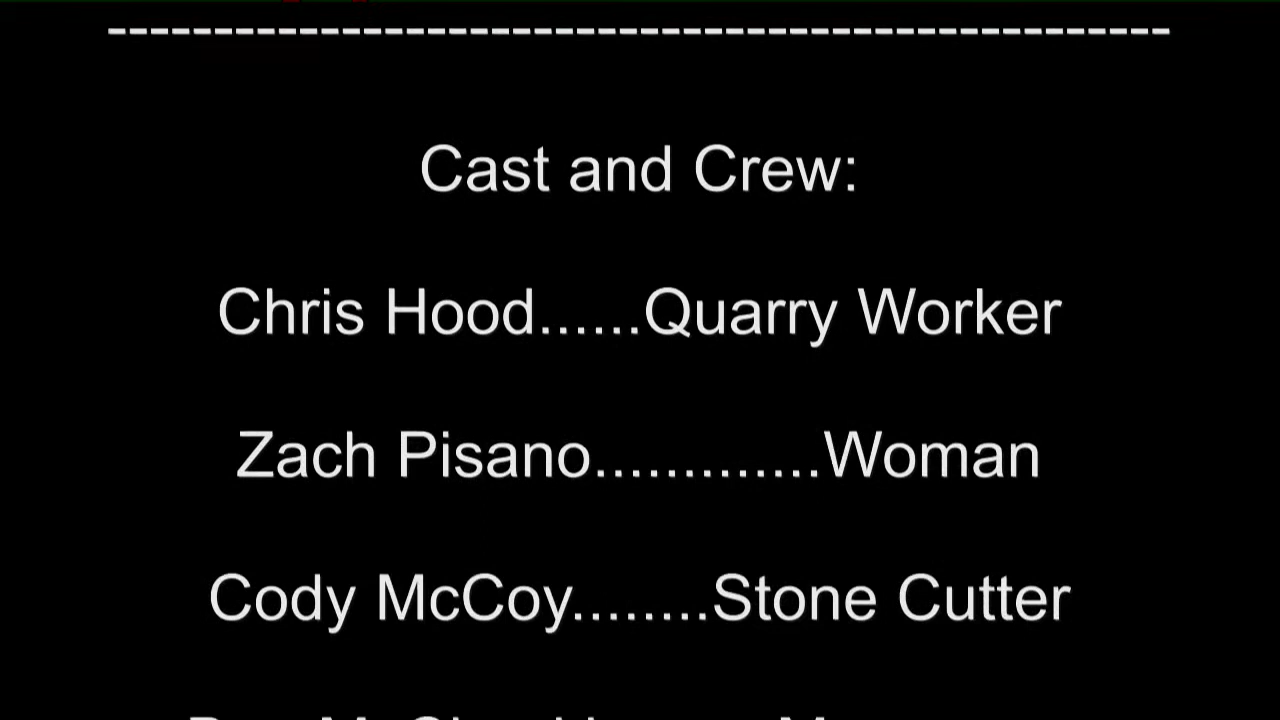 --------------------------------------------------------------
Cast and Crew:
Chris Hood......Quarry Worker
Zach Pisano.............Woman
Cody McCoy........Stone Cutter